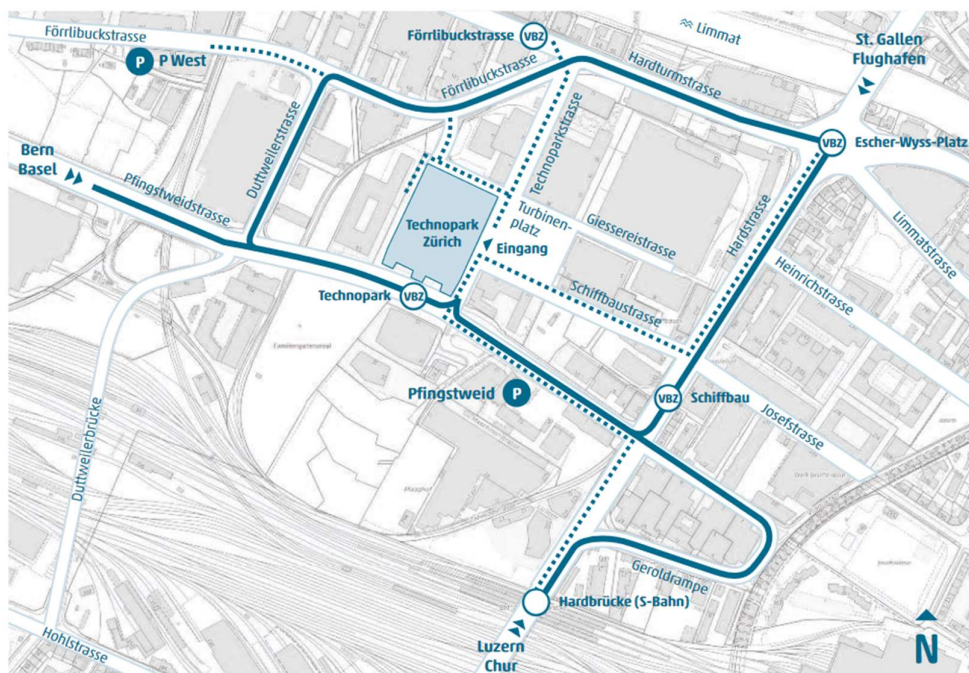 Förrlibuckstrasse
P
P West
Förrlibuckstrasse
VBZ
Limmat
St. Gallen
Flughafen
Hardturmstrasse
Förrlibuckstrasse
VBZ
Escher-Wyss-Platz
Bern
Basel
Pfingstweidstrasse
Duttweilerstrasse
Technoparkstrasse
Technopark
Zürich
Turbinen-
platz
Giessereistrasse
Eingang
Hardstrasse
Limmatstrasse
Heinrichstrasse
Technopark
VBZ
Schiffbaustrasse
Pfingstweid
P
VBZ
Schiffbau
Josefstrasse
Duttweilerbrücke
Geroldrampe
Hardbrücke (S-Bahn)
Luzern
Chur
Hohlstrasse
N